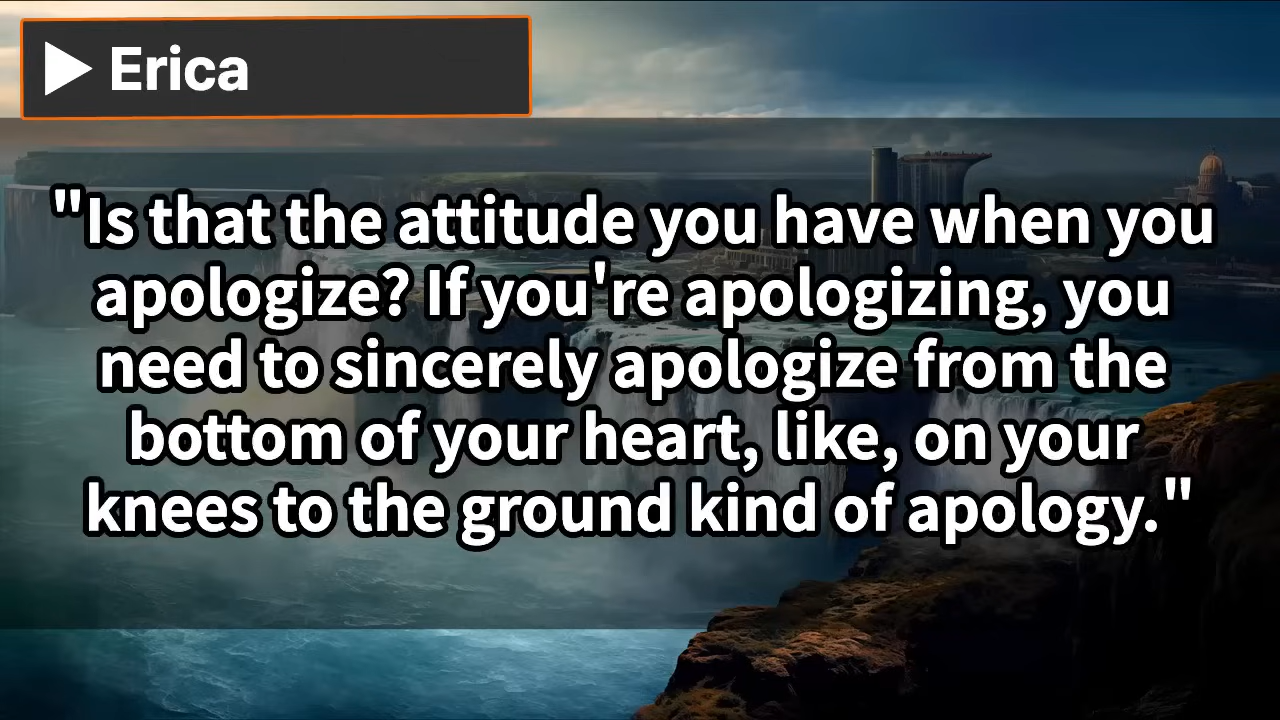 ▶ Erica
"Is that the attitude you have when you
apologize? If you're apologizing, you
need to sincerely apologize from the
bottom of your heart, like, on your
knees to the ground kind of apology."